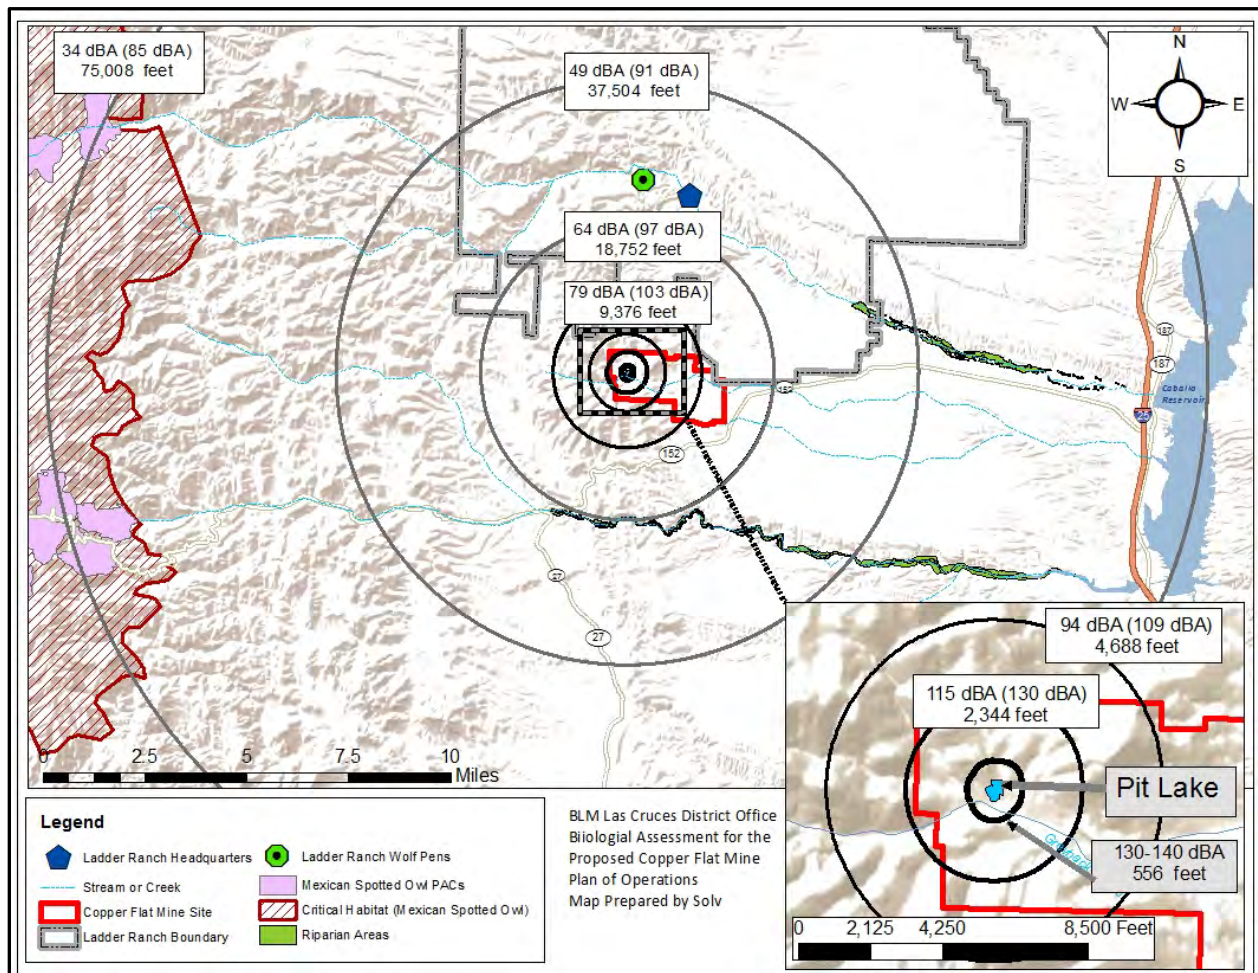 34 dBA (85 dBA)
75,008 feet
49 dBA (91 dBA)
37,504 feet
N
W
E
S
64 dBA (97 dBA)
18,752 feet
79 dBA (103 dBA)
9,376 feet
187
187
152
Caballo
Reservoir
25
152
27
27
0
2.5
5
7.5
10
Miles
94 dBA (109 dBA)
4,688 feet
115 dBA (130 dBA)
2,344 feet
Pit Lake
130-140 dBA
556 feet
0
2,125
4,250
8,500 Feet
Legend
Ladder Ranch Headquarters
Ladder Ranch Wolf Pens
Stream or Creek
Mexican Spotted Owl PACs
Copper Flat Mine Site
Critical Habitat (Mexican Spotted Owl)
Ladder Ranch Boundary
Riparian Areas
BLM Las Cruces District Office
Biiologial Assessment for the
Proposed Copper Flat Mine
Plan of Operations
Map Prepared by Solv